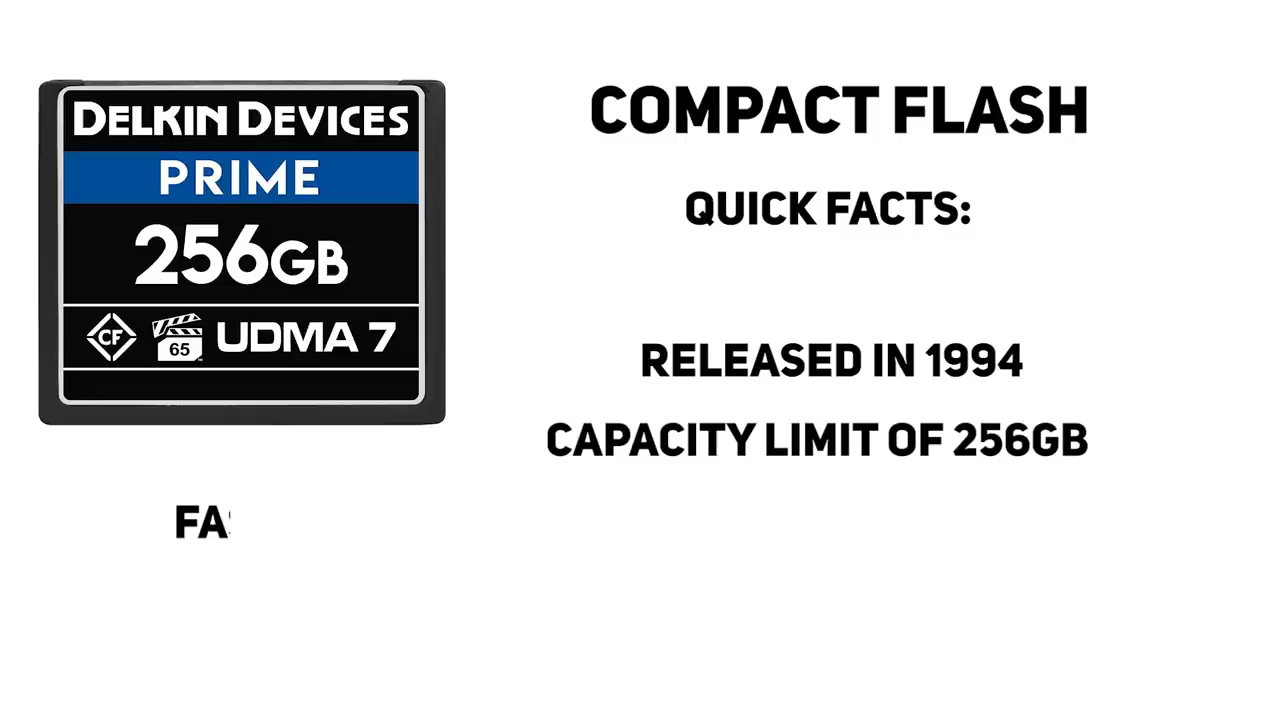 DELKIN DEVICES
PRIME
256GB
CF
65
UDMA 7
COMPACT FLASH
QUICK FACTS:
RELEASED IN 1994
CAPACITY LIMIT OF 256GB
FA